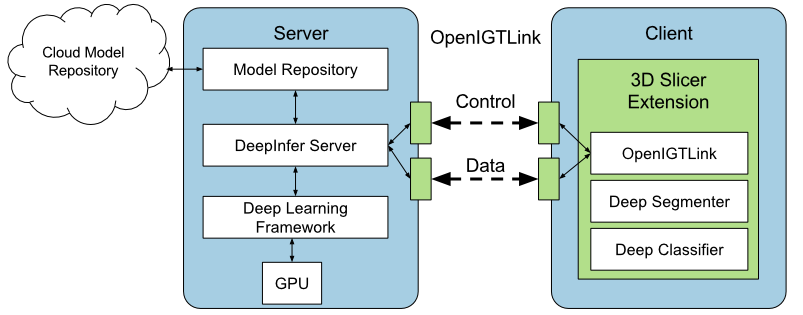 Cloud Model
Repository
Server
Model Repository
DeepInfer Server
Deep Learning
Framework
GPU
OpenIGTLink
Control
Data
Client
3D Slicer
Extension
OpenIGTLink
Deep Segmenter
Deep Classifier